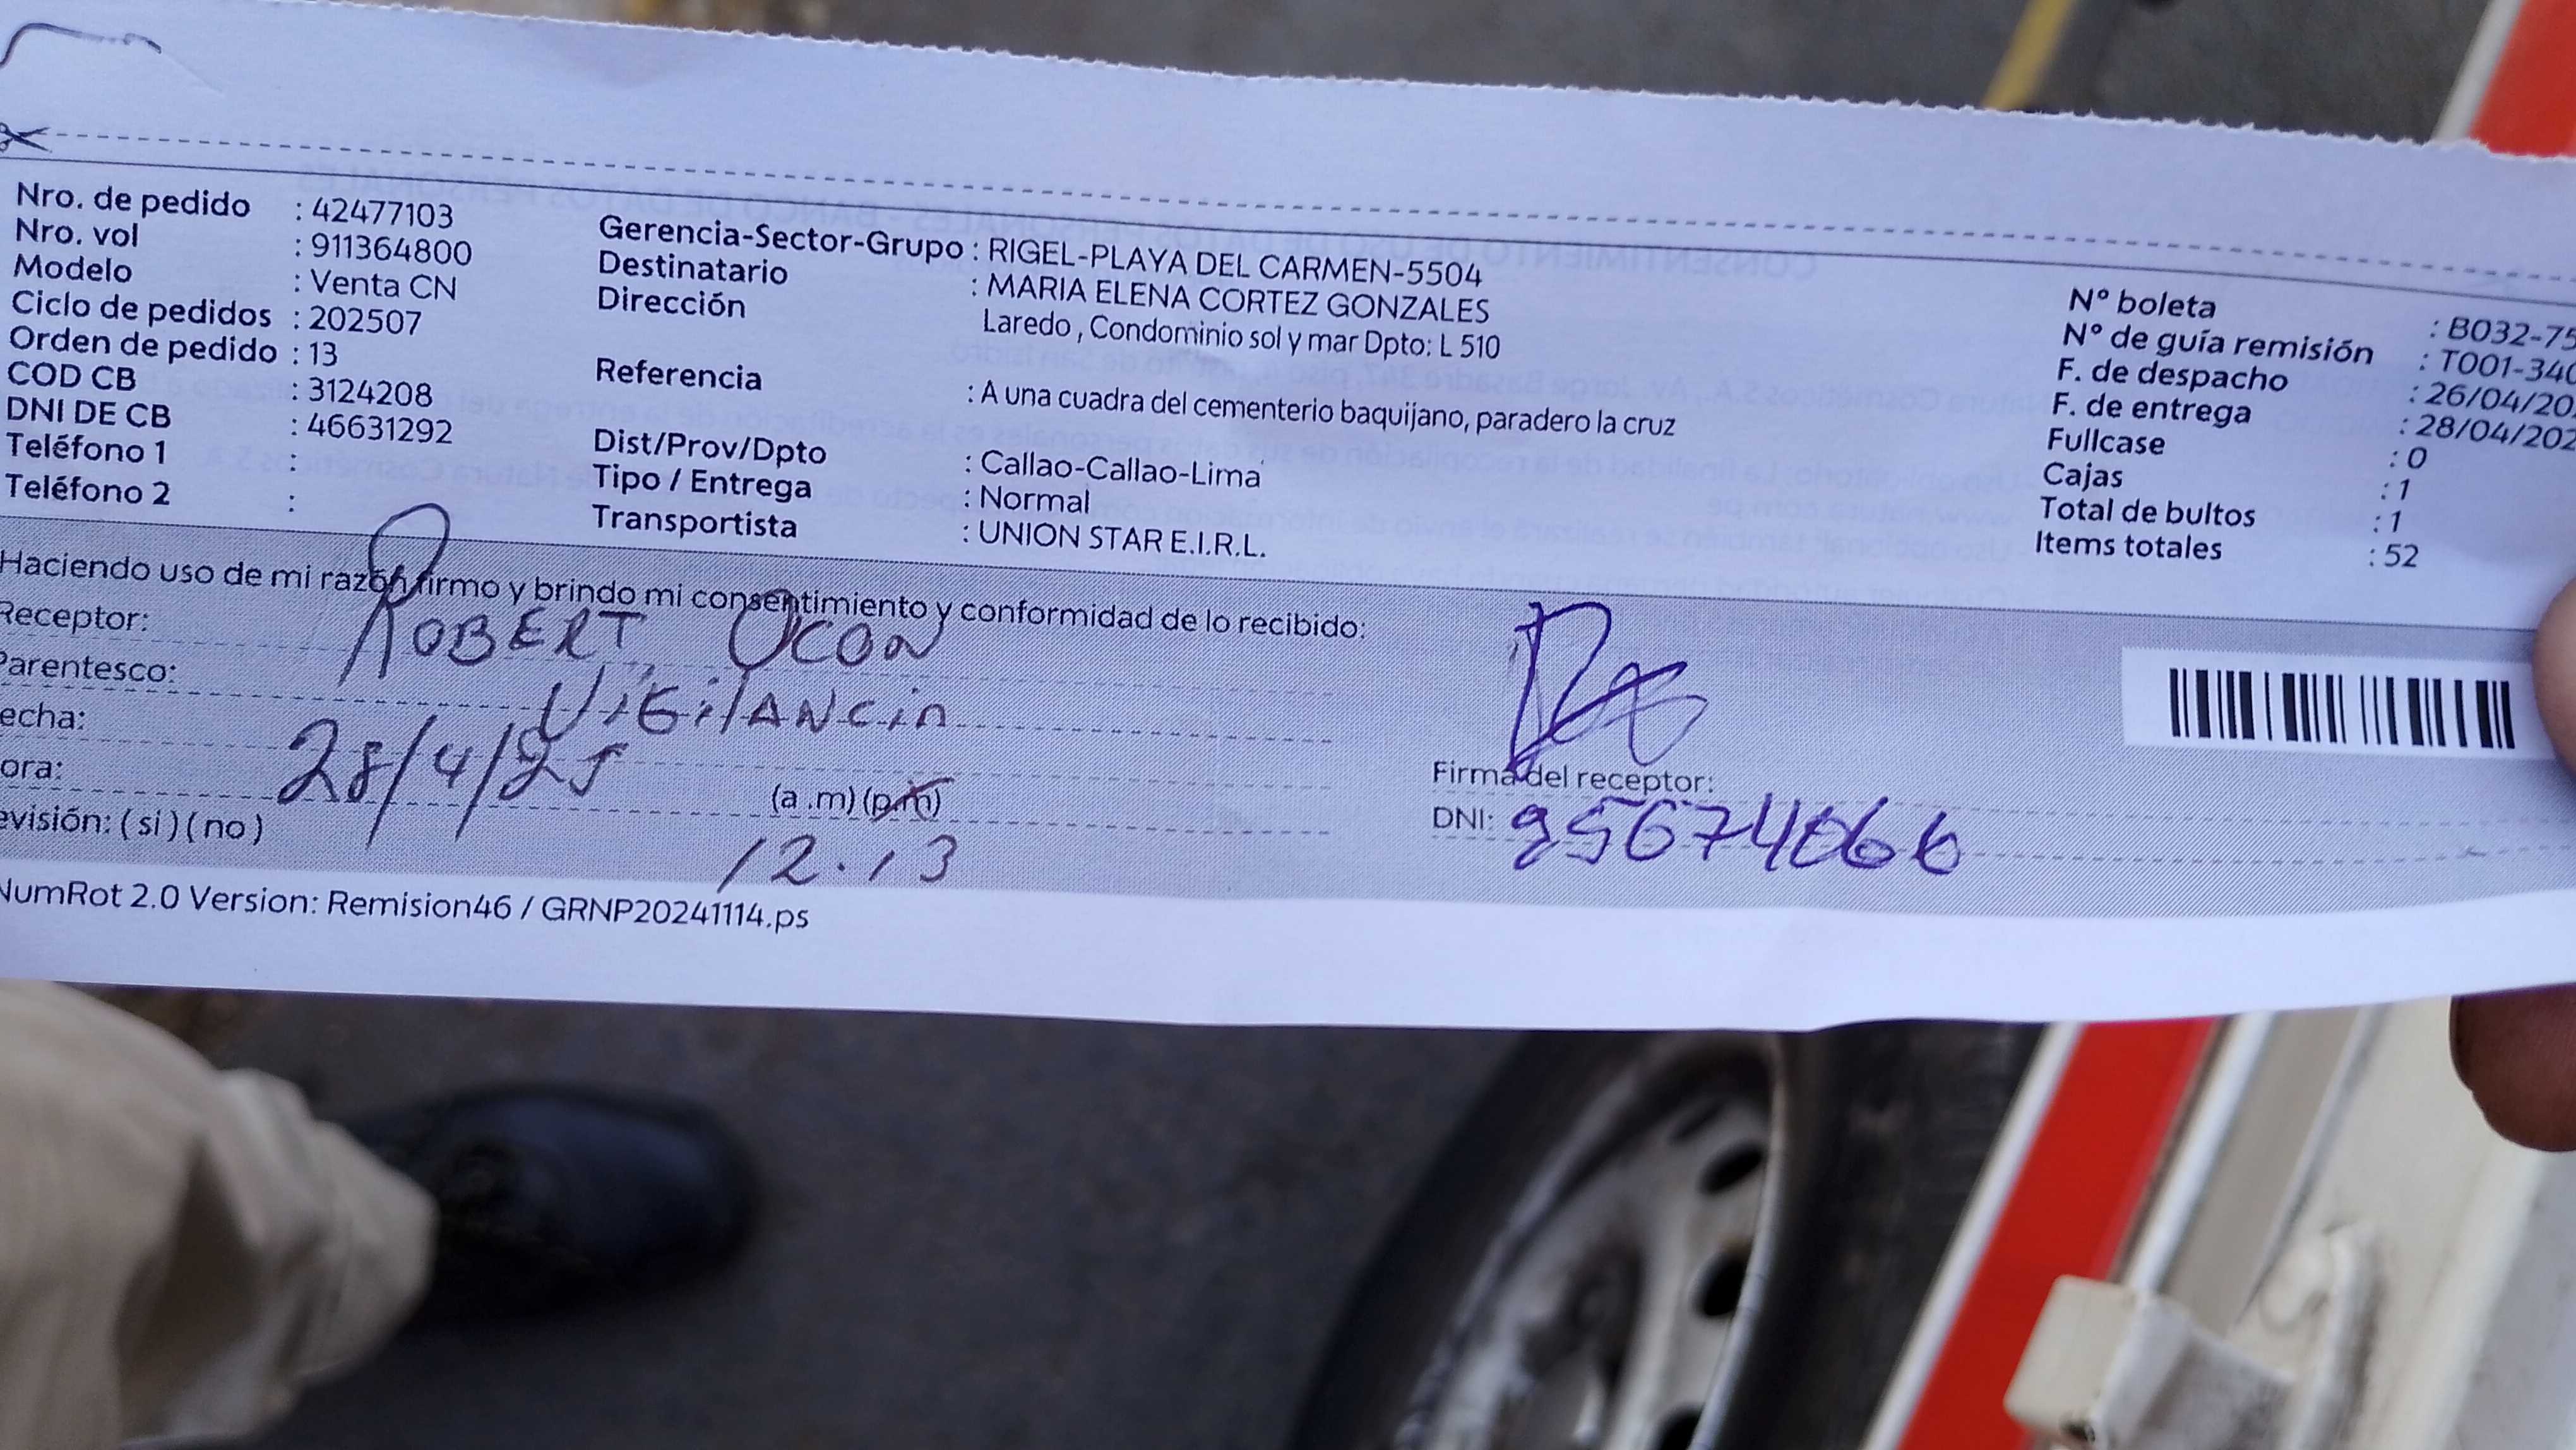 Nro. de pedido : 42477103
Nro. vol : 911364800
Modelo : Venta CN
Ciclo de pedidos : 202507
Orden de pedido : 13
COD CB : 3124208
DNI DE CB : 46631292
Teléfono 1 :
Teléfono 2 :
Gerencia-Sector-Grupo : RIGEL-PLAYA DEL CARMEN-5504
Destinatario : MARIA ELENA CORTEZ GONZALES
Dirección Laredo , Condominio sol y mar Dpto: L 510
Referencia : A una cuadra del cementerio baquijano, paradero la cruz
Dist/Prov/Dpto : Callao-Callao-Lima
Tipo / Entrega : Normal
Transportista : UNION STAR E.I.R.L.
N° boleta : B032-75
N° de guía remisión : T001-340
F. de despacho : 26/04/20
F. de entrega : 28/04/202
Fullcase : 0
Cajas : 1
Total de bultos : 1
Items totales : 52
Haciendo uso de mi razón firmo y brindo mi consentimiento y conformidad de lo recibido:
Receptor: ROBERT OCON
Parentesco: VIGILANCIA
echa: 28/4/25
ora: (a .m) (p.m)
12.13
evisión: ( si ) ( no )
Firma del receptor:
DNI: 95674066
NumRot 2.0 Version: Remision46 / GRNP20241114.ps